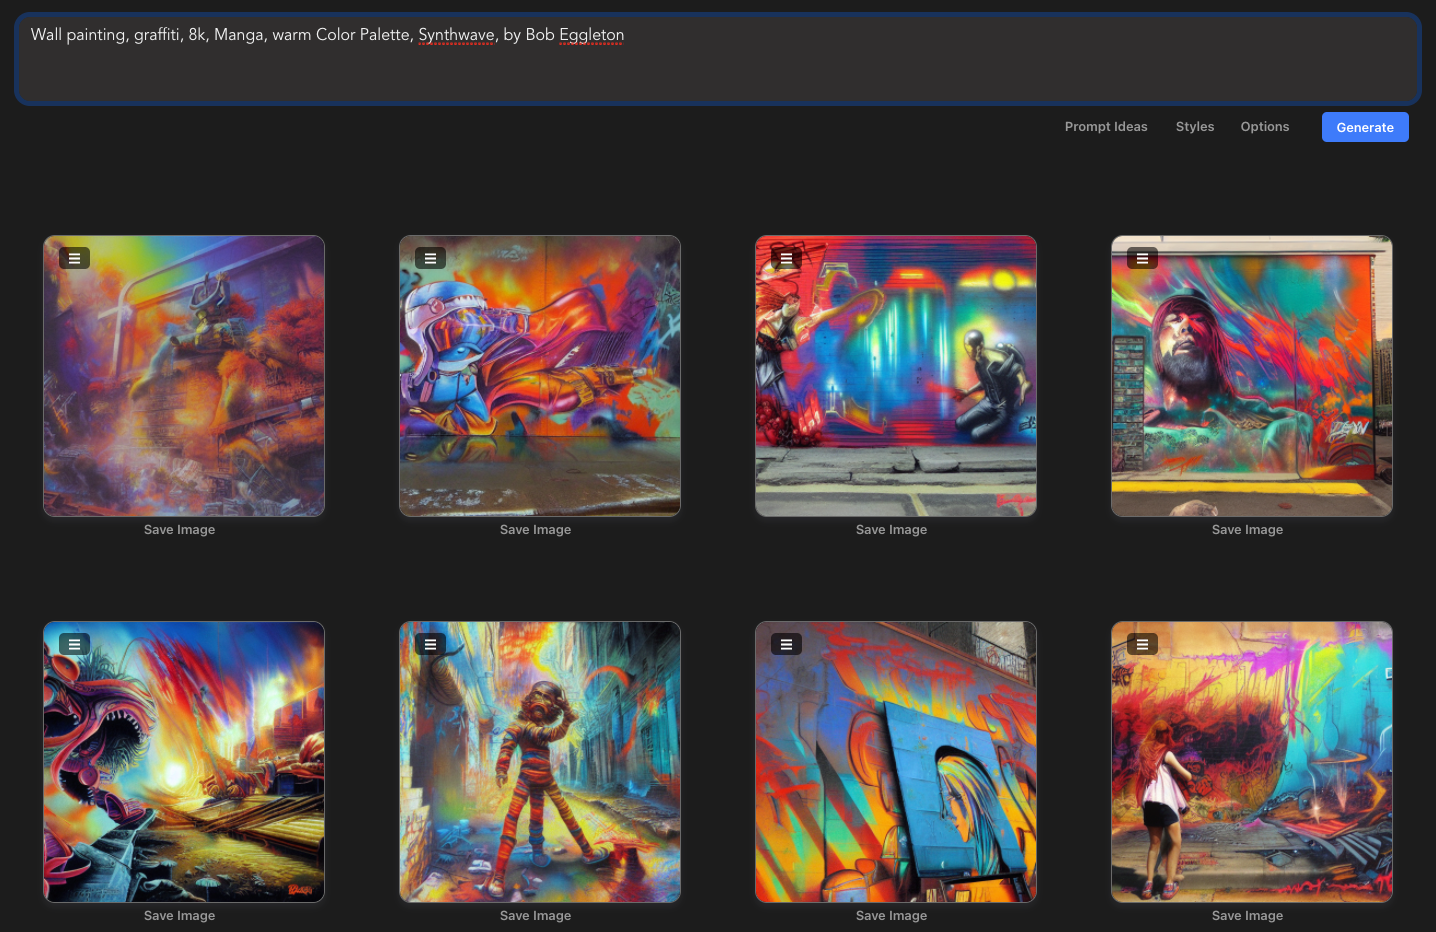 Wall painting, graffiti, 8k, Manga, warm Color Palette, Synthwave, by Bob Eggleton
Prompt Ideas Styles Options Generate
Save Image Save Image Save Image Save Image
Save Image Save Image Save Image Save Image